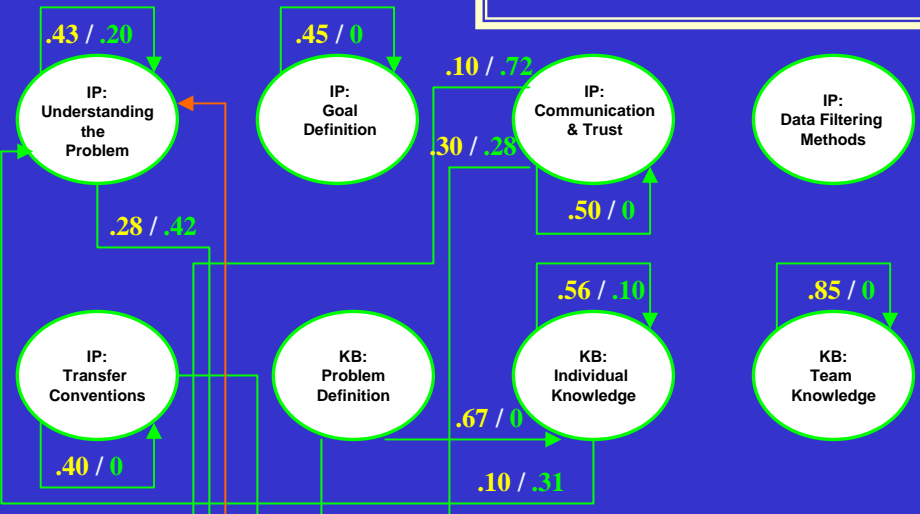 .43 / .20
.45 / 0
.10 / .72
IP:
Understanding
the
Problem
IP:
Goal
Definition
IP:
Communication
& Trust
IP:
Data Filtering
Methods
.30 / .28
.50 / 0
.28 / .42
.56 / .10
.85 / 0
IP:
Transfer
Conventions
KB:
Problem
Definition
KB:
Individual
Knowledge
KB:
Team
Knowledge
.67 / 0
.40 / 0
.10 / .31